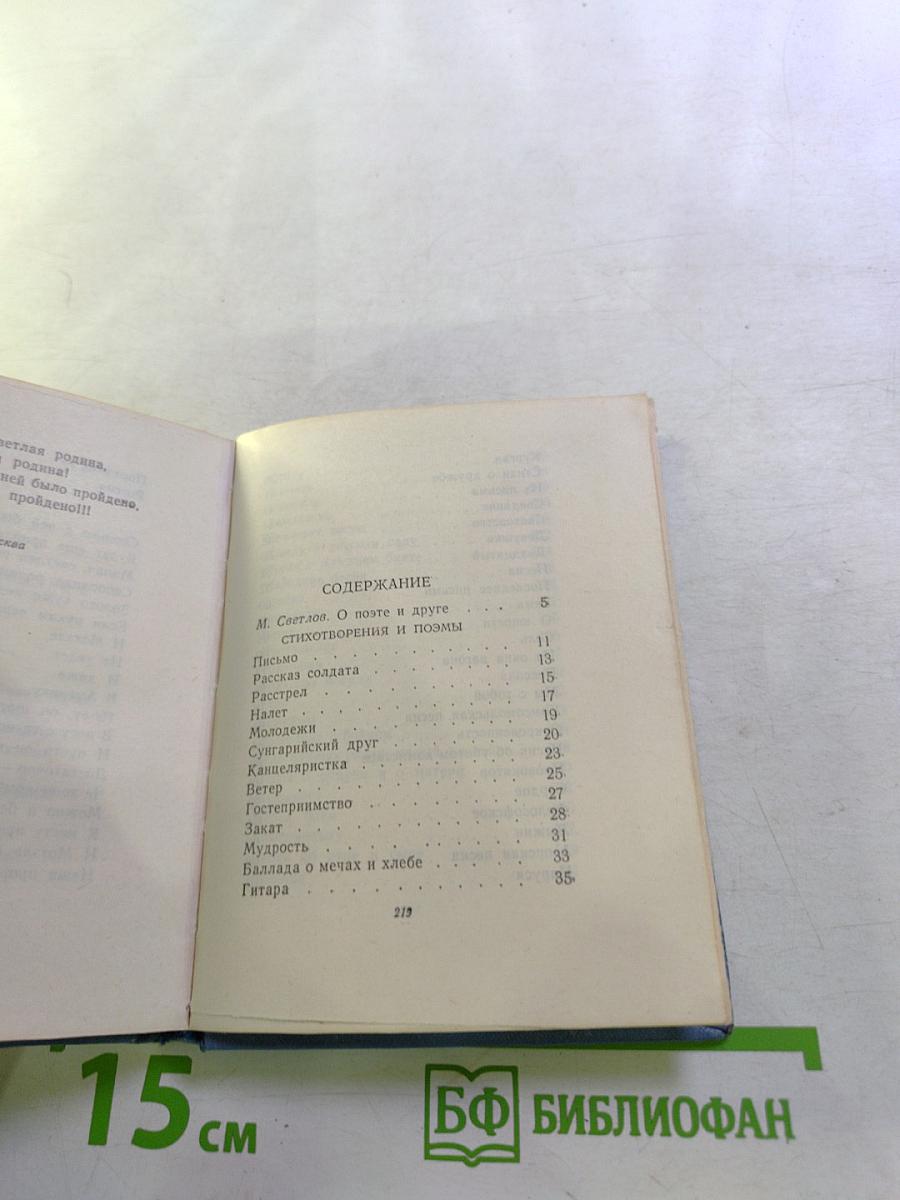 светлая родина,
родина!
ней было пройдено,
пройдено!!!
СОДЕРЖАНИЕ
М. Светлов. О поэте и друге . . . . 5
СТИХОТВОРЕНИЯ И ПОЭМЫ
Письмо . . . . . . . . . . 11
Рассказ солдата . . . . . . . . 13
Расстрел . . . . . . . . . . 15
Налет . . . . . . . . . . 17
Молодежи . . . . . . . . . 19
Сунгарийский друг . . . . . . . 20
Канцеляристка . . . . . . . . 23
Ветер . . . . . . . . . . 25
Гостеприимство . . . . . . . . 27
Закат . . . . . . . . . . 28
Мудрость . . . . . . . . . 31
Баллада о мечах и хлебе . . . . . 33
Гитара . . . . . . . . . . 35
219
15 см
БФ БИБЛИОФАН